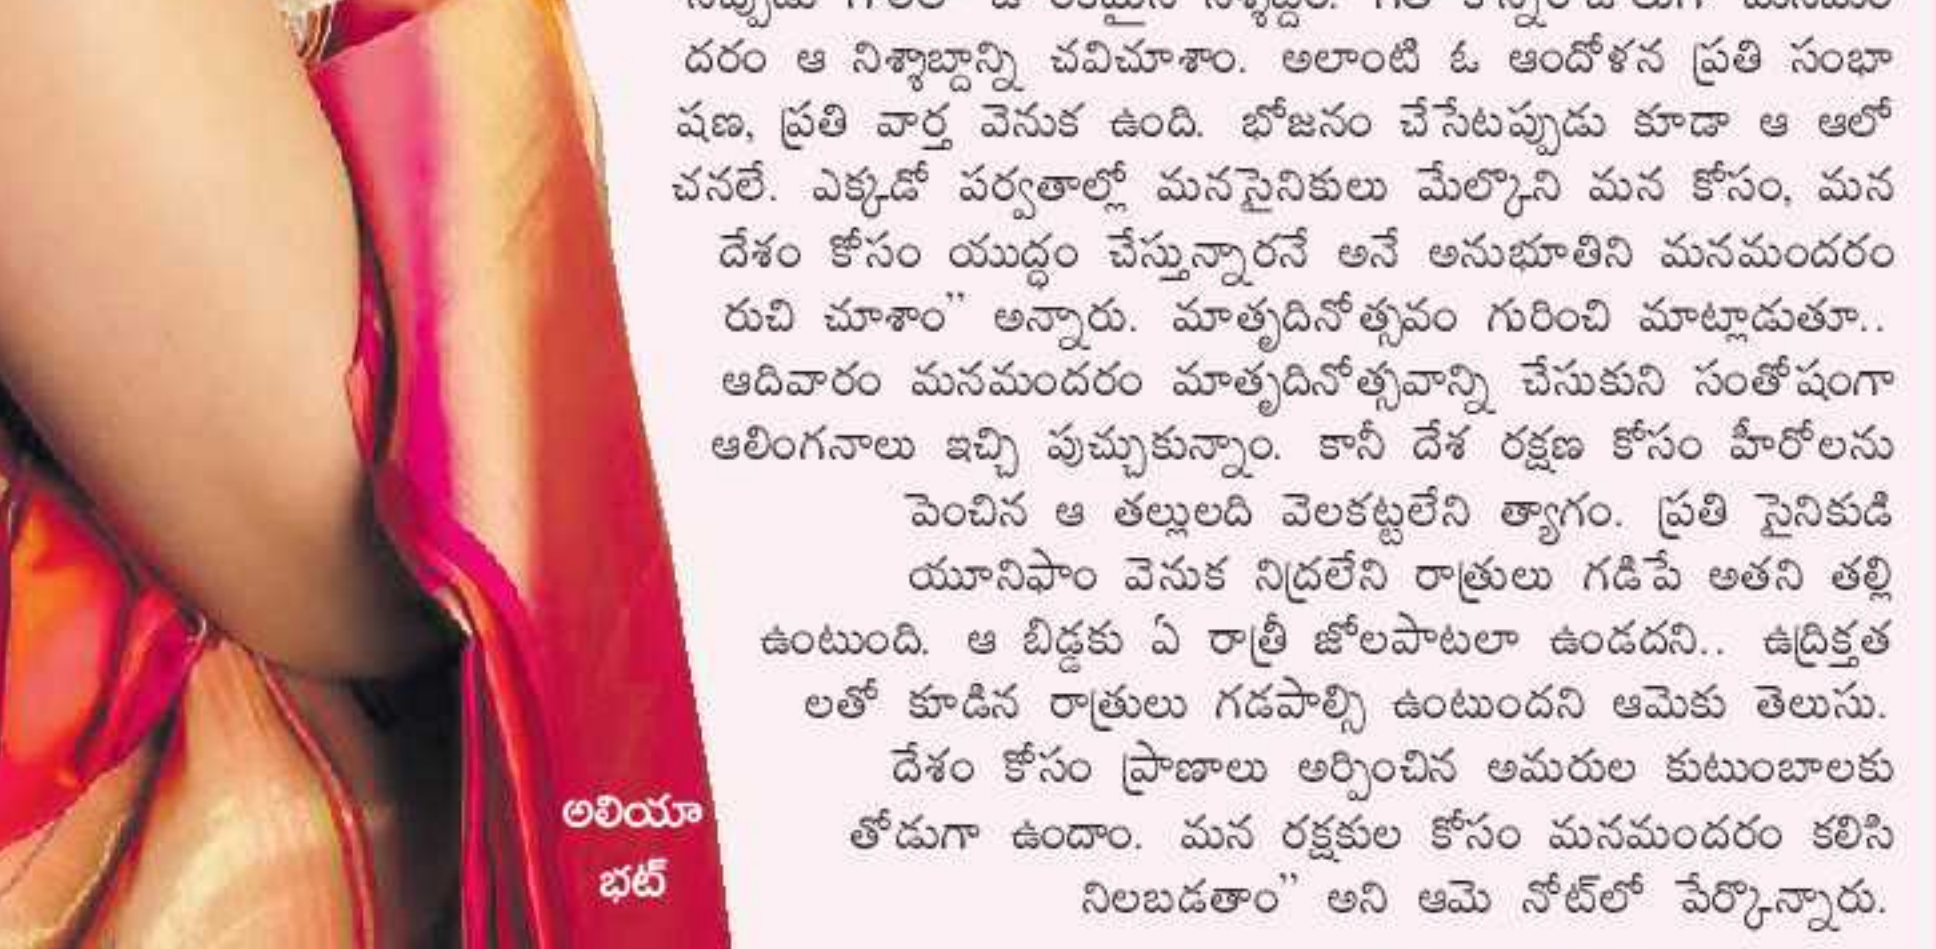 దరం ఆ నిశ్శాబ్దాన్ని చవిచూశాం. అలాంటి ఓ ఆందోళన ప్రతి సంభా
షణ, ప్రతి వార్త వెనుక ఉంది. భోజనం చేసేటప్పుడు కూడా ఆ ఆలో
చనలే. ఎక్కడో పర్వతాల్లో మనసైనికులు మేల్కొని మన కోసం, మన
దేశం కోసం యుద్ధం చేస్తున్నారనే అనే అనుభూతిని మనమందరం
రుచి చూశాం" అన్నారు. మాతృదినోత్సవం గురించి మాట్లాడుతూ..
ఆదివారం మనమందరం మాతృదినోత్సవాన్ని చేసుకుని సంతోషంగా
ఆలింగనాలు ఇచ్చి పుచ్చుకున్నాం. కానీ దేశ రక్షణ కోసం హీరోలను
పెంచిన ఆ తల్లులది వెలకట్టలేని త్యాగం. ప్రతి సైనికుడి
యూనిఫాం వెనుక నిద్రలేని రాత్రులు గడిపే అతని తల్లి
ఉంటుంది. ఆ బిడ్డకు ఏ రాత్రీ జోలపాటలా ఉండదని.. ఉద్రిక్తత
లతో కూడిన రాత్రులు గడపాల్సి ఉంటుందని ఆమెకు తెలుసు.
దేశం కోసం ప్రాణాలు అర్పించిన అమరుల కుటుంబాలకు
తోడుగా ఉందాం. మన రక్షకుల కోసం మనమందరం కలిసి
నిలబడతాం" అని ఆమె నోట్‌లో పేర్కొన్నారు.
అలియా
భట్